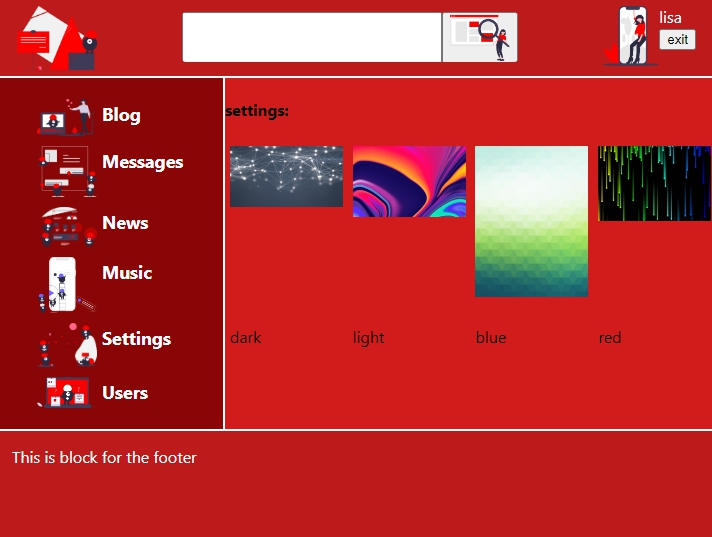 lisa
exit
settings:
Blog
Messages
News
Music
Settings
Users
dark
light
blue
red
This is block for the footer